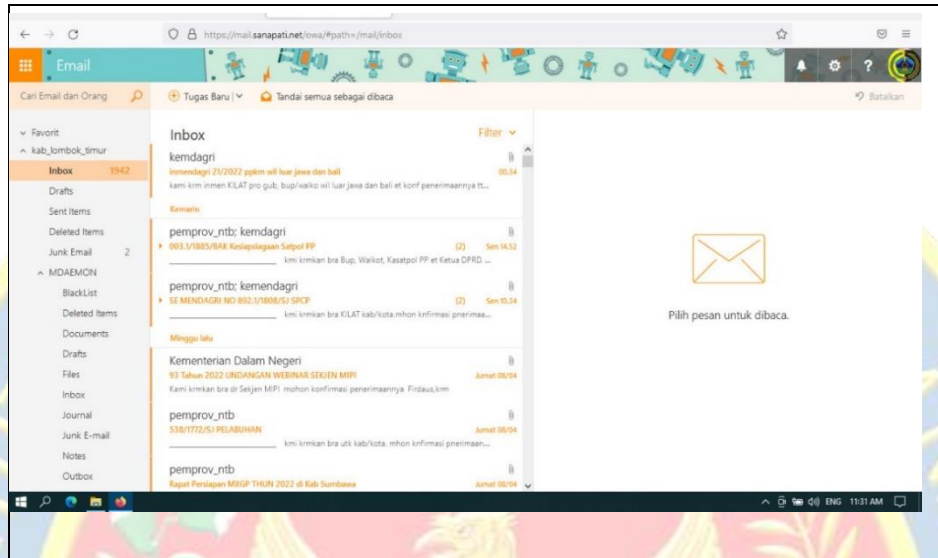 https://mail.sanapati.net/owa/#path=/mail/inbox
Email
?
Cari Email dan Orang
Tugas Baru
Tandai semua sebagai dibaca
Batalkan
Favorit
kab_lombok_timur
Inbox 1942
Drafts
Sent Items
Deleted Items
Junk Email 2
MDAEMON
BlackList
Deleted Items
Documents
Drafts
Files
Inbox
Journal
Junk E-mail
Notes
Outbox
Inbox
Filter
kemdagri
inmendagri 21/2022 ppkm wil luar jawa dan bali 00.34
kami krm inmen KILAT pro gub, bup/walko wil luar jawa dan bali et konf penerimaannya tt...
Kemarin
pemprov_ntb; kemdagri
003.1/1885/BAK Kesiapsiagaan Satpol PP (2) Sen 14.52
kmi krmkan bra Bup, Walkot, Kasatpol PP et Ketua DPRD. ...
pemprov_ntb; kemendagri
SE MENDAGRI NO 892.1/1808/SJ SPCP (2) Sen 10.34
kmi krmkan bra KILAT kab/kota mhon knfirmasi pnerimaa...
Minggu lalu
Kementerian Dalam Negeri
93 Tahun 2022 UNDANGAN WEBINAR SEKJEN MIPI Jumat 08/04
Kami krmkan bra dr Sekjen MIPI mohon konfirmasi penerimaannya Firdaus,krm
pemprov_ntb
538/1772/SJ PELABUHAN Jumat 08/04
kmi krmkan bra utk kab/kota. mhon knfirmasi pnerimaan...
pemprov_ntb
Rapat Persiapan MXGP THUN 2022 di Kab Sumbawa Jumat 08/04
Pilih pesan untuk dibaca.
ENG 11:31 AM